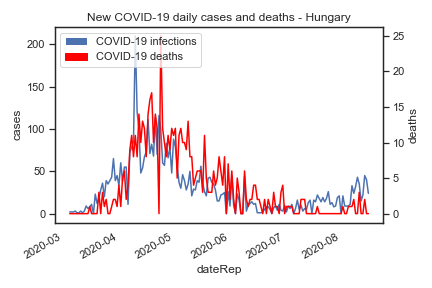 New COVID-19 daily cases and deaths - Hungary
COVID-19 infections
COVID-19 deaths
200
150
100
50
0
cases
25
20
15
10
5
0
deaths
2020-03
2020-04
2020-05
2020-06
2020-07
2020-08
dateRep